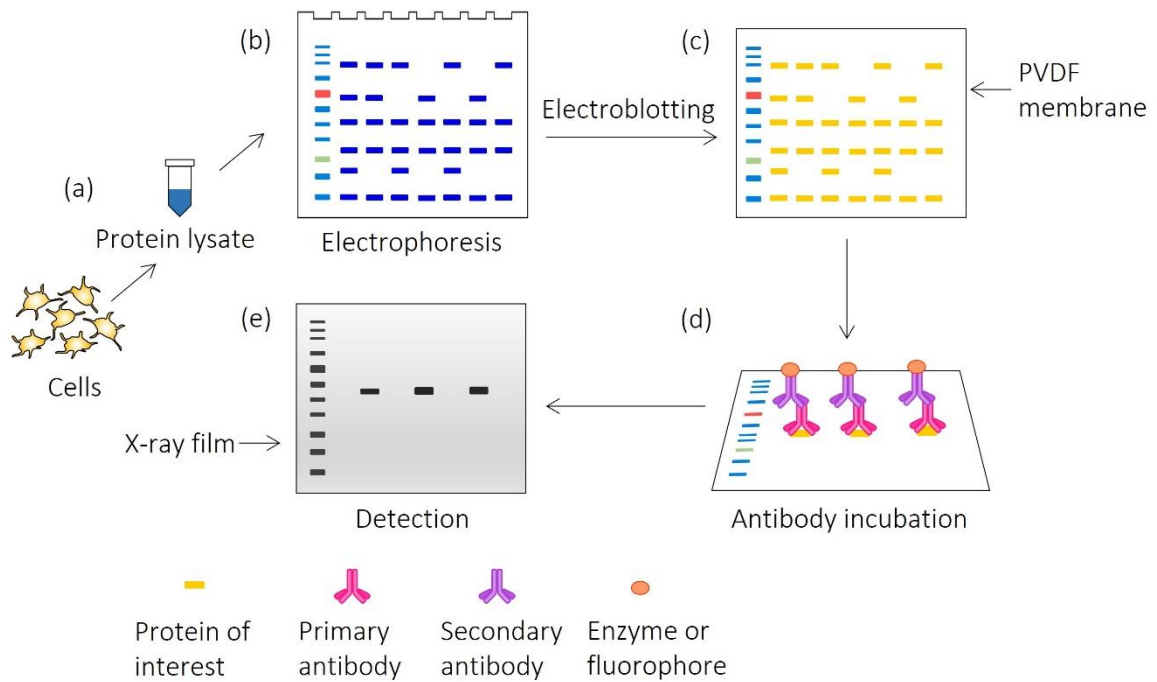 (a)
Protein lysate
Cells
(b)
Electrophoresis
Electroblotting
(c)
PVDF
membrane
(d)
Antibody incubation
(e)
X-ray film
Detection
Protein of
interest
Primary
antibody
Secondary
antibody
Enzyme or
fluorophore